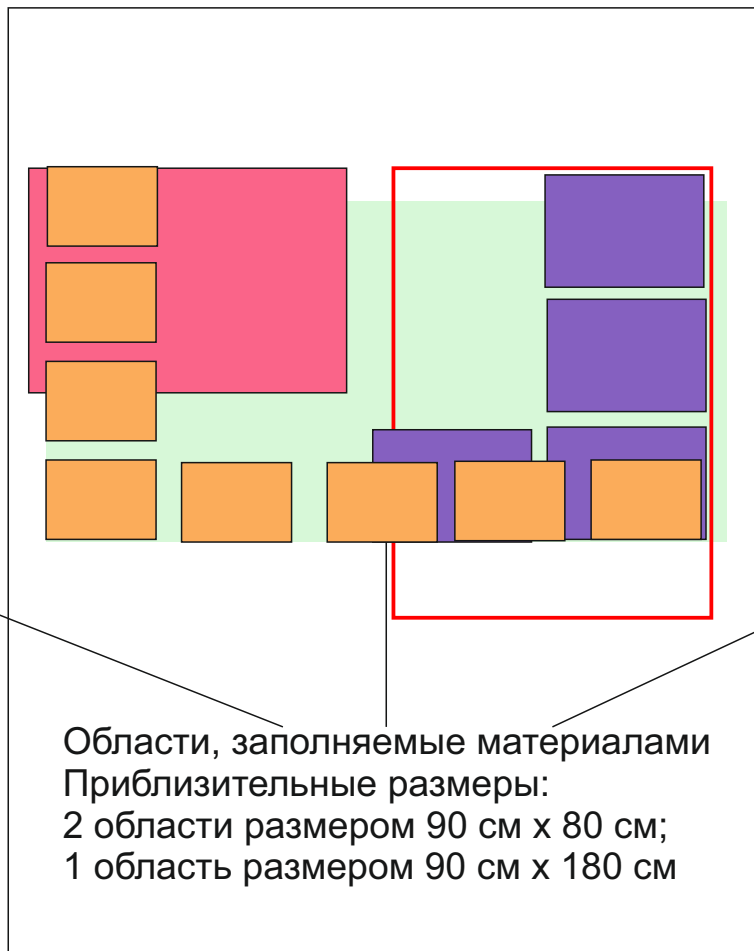 Области, заполняемые материалами
Приблизительные размеры:
2 области размером 90 см x 80 см;
1 область размером 90 см x 180 см